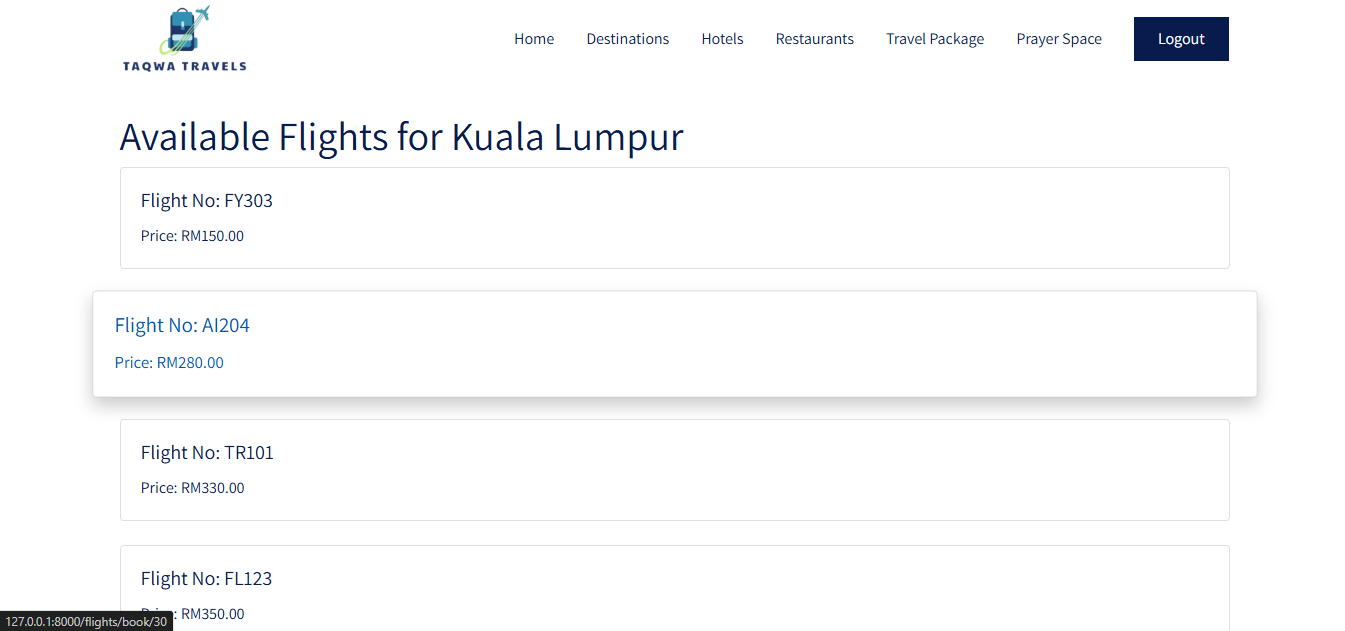 TAQWA TRAVELS
Home Destinations Hotels Restaurants Travel Package Prayer Space Logout
Available Flights for Kuala Lumpur
Flight No: FY303
Price: RM150.00
Flight No: AI204
Price: RM280.00
Flight No: TR101
Price: RM330.00
Flight No: FL123
Price: RM350.00
127.0.0.1:8000/flights/book/30